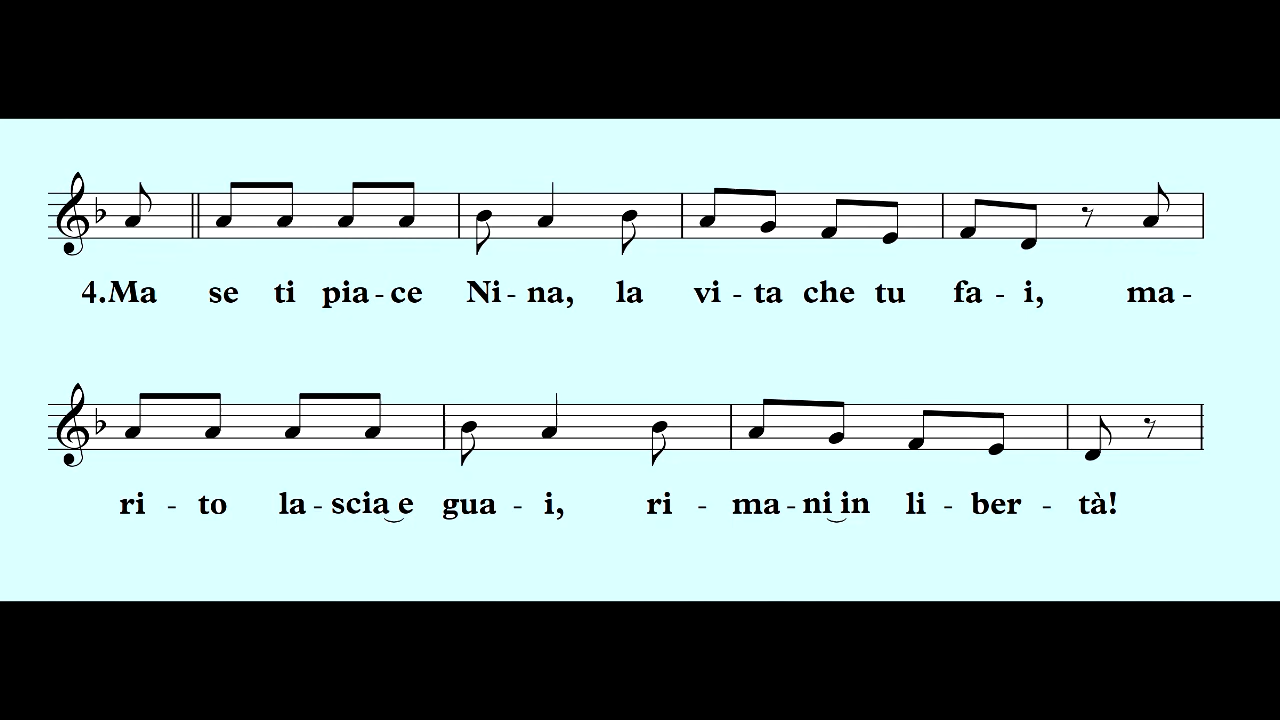 4.Ma se ti pia - ce Ni - na, la vi - ta che tu fa - i, ma -
ri - to la - scia e gua - i, ri - ma - ni in li - ber - tà!